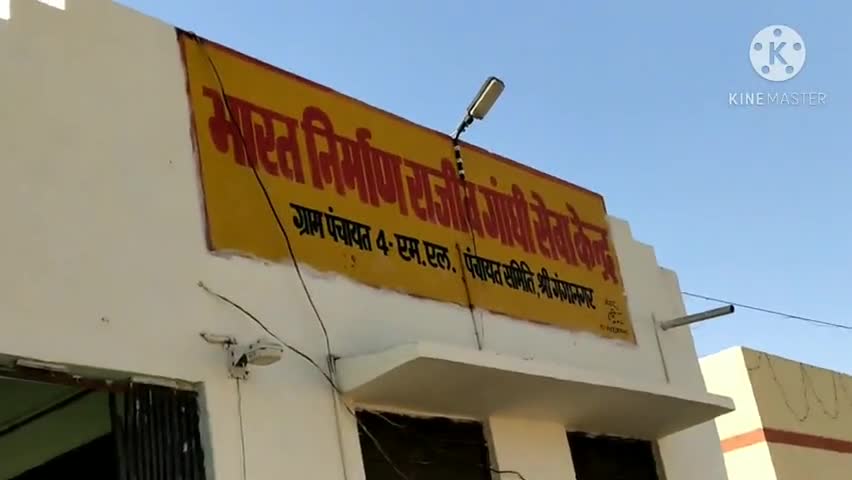 भारत निर्माण राजीव गांधी सेवा केन्द्र
ग्राम पंचायत 4- एम. एल. पंचायत समिति, श्री गंगानगर
KINEMASTER